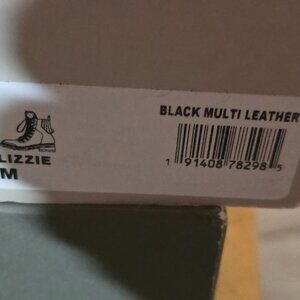 BLACK MULTI LEATHER
LIZZIE
M
1 91408 78298 5